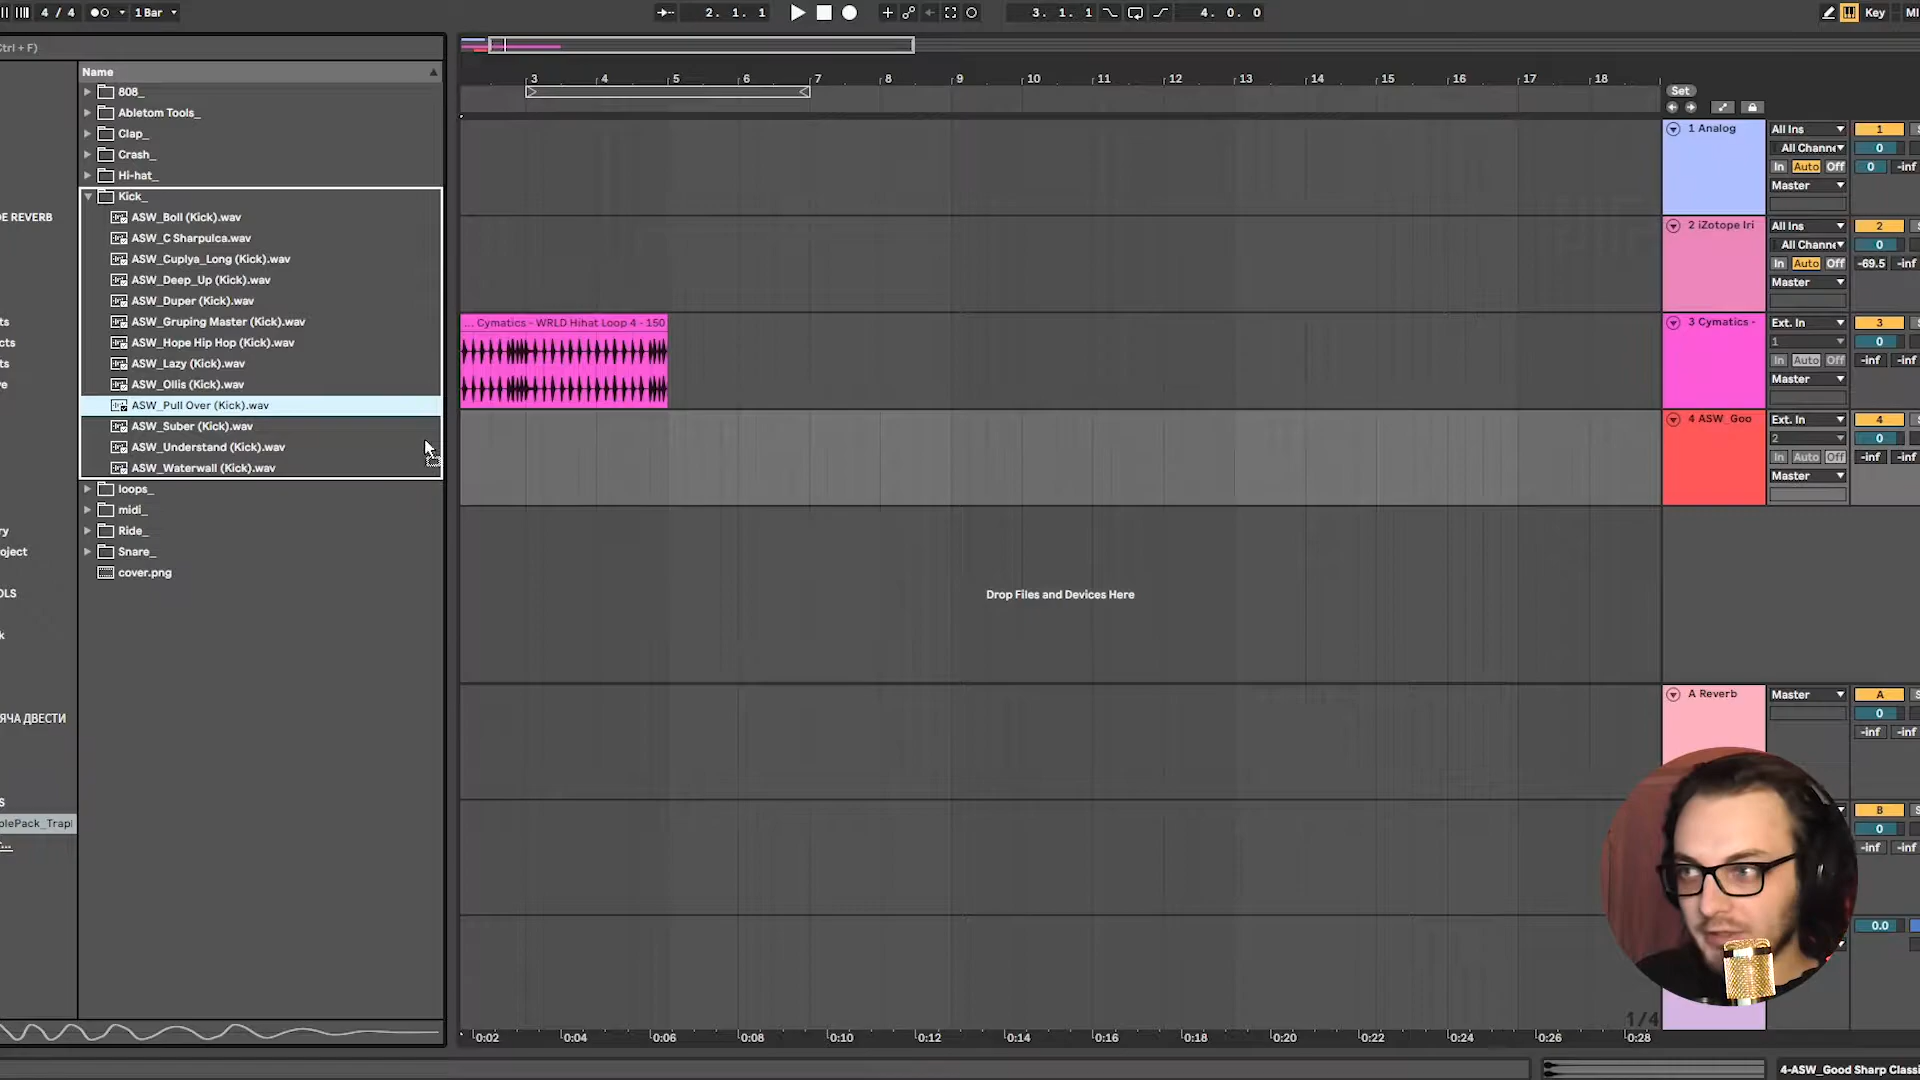 4 / 4
1 Bar
2. 1. 1
3. 1. 1
4. 0. 0
Key
MI
Ctrl + F)
Name
808_
Abletom Tools_
Clap_
Crash_
Hi-hat_
Kick_
ASW_Boll (Kick).wav
ASW_C Sharpulca.wav
ASW_Cuplya_Long (Kick).wav
ASW_Deep_Up (Kick).wav
ASW_Duper (Kick).wav
ASW_Gruping Master (Kick).wav
ASW_Hope Hip Hop (Kick).wav
ASW_Lazy (Kick).wav
ASW_Ollis (Kick).wav
ASW_Pull Over (Kick).wav
ASW_Suber (Kick).wav
ASW_Understand (Kick).wav
ASW_Waterwall (Kick).wav
loops_
midi_
Ride_
Snare_
cover.png
DE REVERB
ts
cts
ts
ve
ry
oject
OLS
k
ЯЧА ДВЕСТИ
S
plePack_Trap
...
3 4 5 6 7 8 9 10 11 12 13 14 15 16 17 18
... Cymatics - WRLD Hihat Loop 4 - 150
Drop Files and Devices Here
1/4
0:02 0:04 0:06 0:08 0:10 0:12 0:14 0:16 0:18 0:20 0:22 0:24 0:26 0:28
Set
1 Analog All Ins 1 S
All Channe 0
In Auto Off 0 -inf
Master
2 iZotope Iri All Ins 2 S
All Channe 0
In Auto Off -69.5 -inf
Master
3 Cymatics - Ext. In 3 S
1 0
In Auto Off -inf -inf
Master
4 ASW_Goo Ext. In 4 S
2 0
In Auto Off -inf -inf
Master
A Reverb Master A S
0
-inf -inf
B S
0
-inf -inf
0.0
4-ASW_Good Sharp Classi